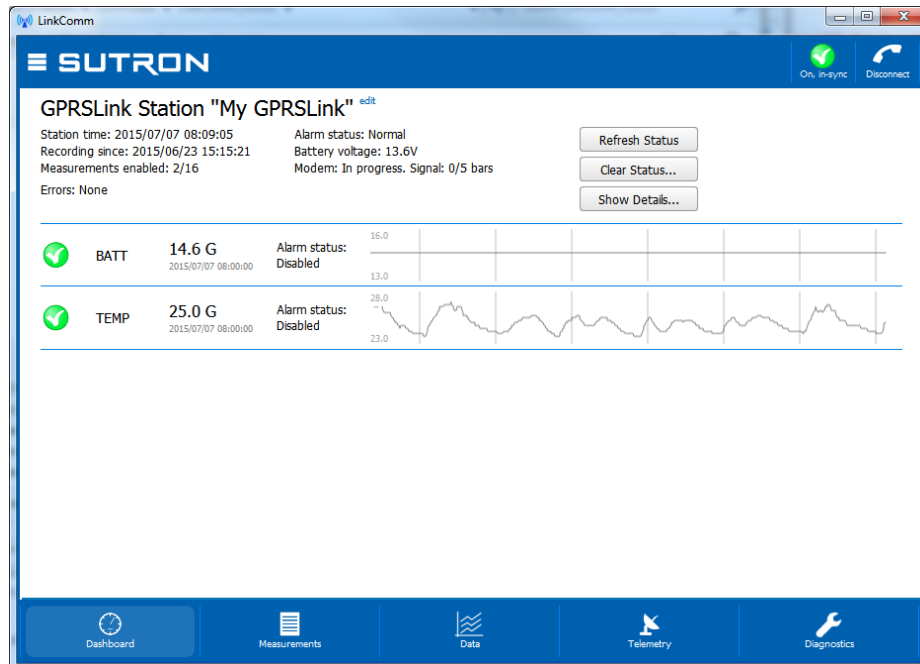 LinkComm
SUTRON
On, in-sync
Disconnect
GPRSLink Station "My GPRSLink" edit
Station time: 2015/07/07 08:09:05
Recording since: 2015/06/23 15:15:21
Measurements enabled: 2/16
Errors: None
Alarm status: Normal
Battery voltage: 13.6V
Modem: In progress. Signal: 0/5 bars
Refresh Status
Clear Status...
Show Details...
BATT
14.6 G
2015/07/07 08:00:00
Alarm status:
Disabled
16.0
13.0
TEMP
25.0 G
2015/07/07 08:00:00
Alarm status:
Disabled
28.0
23.0
Dashboard
Measurements
Data
Telemetry
Diagnostics